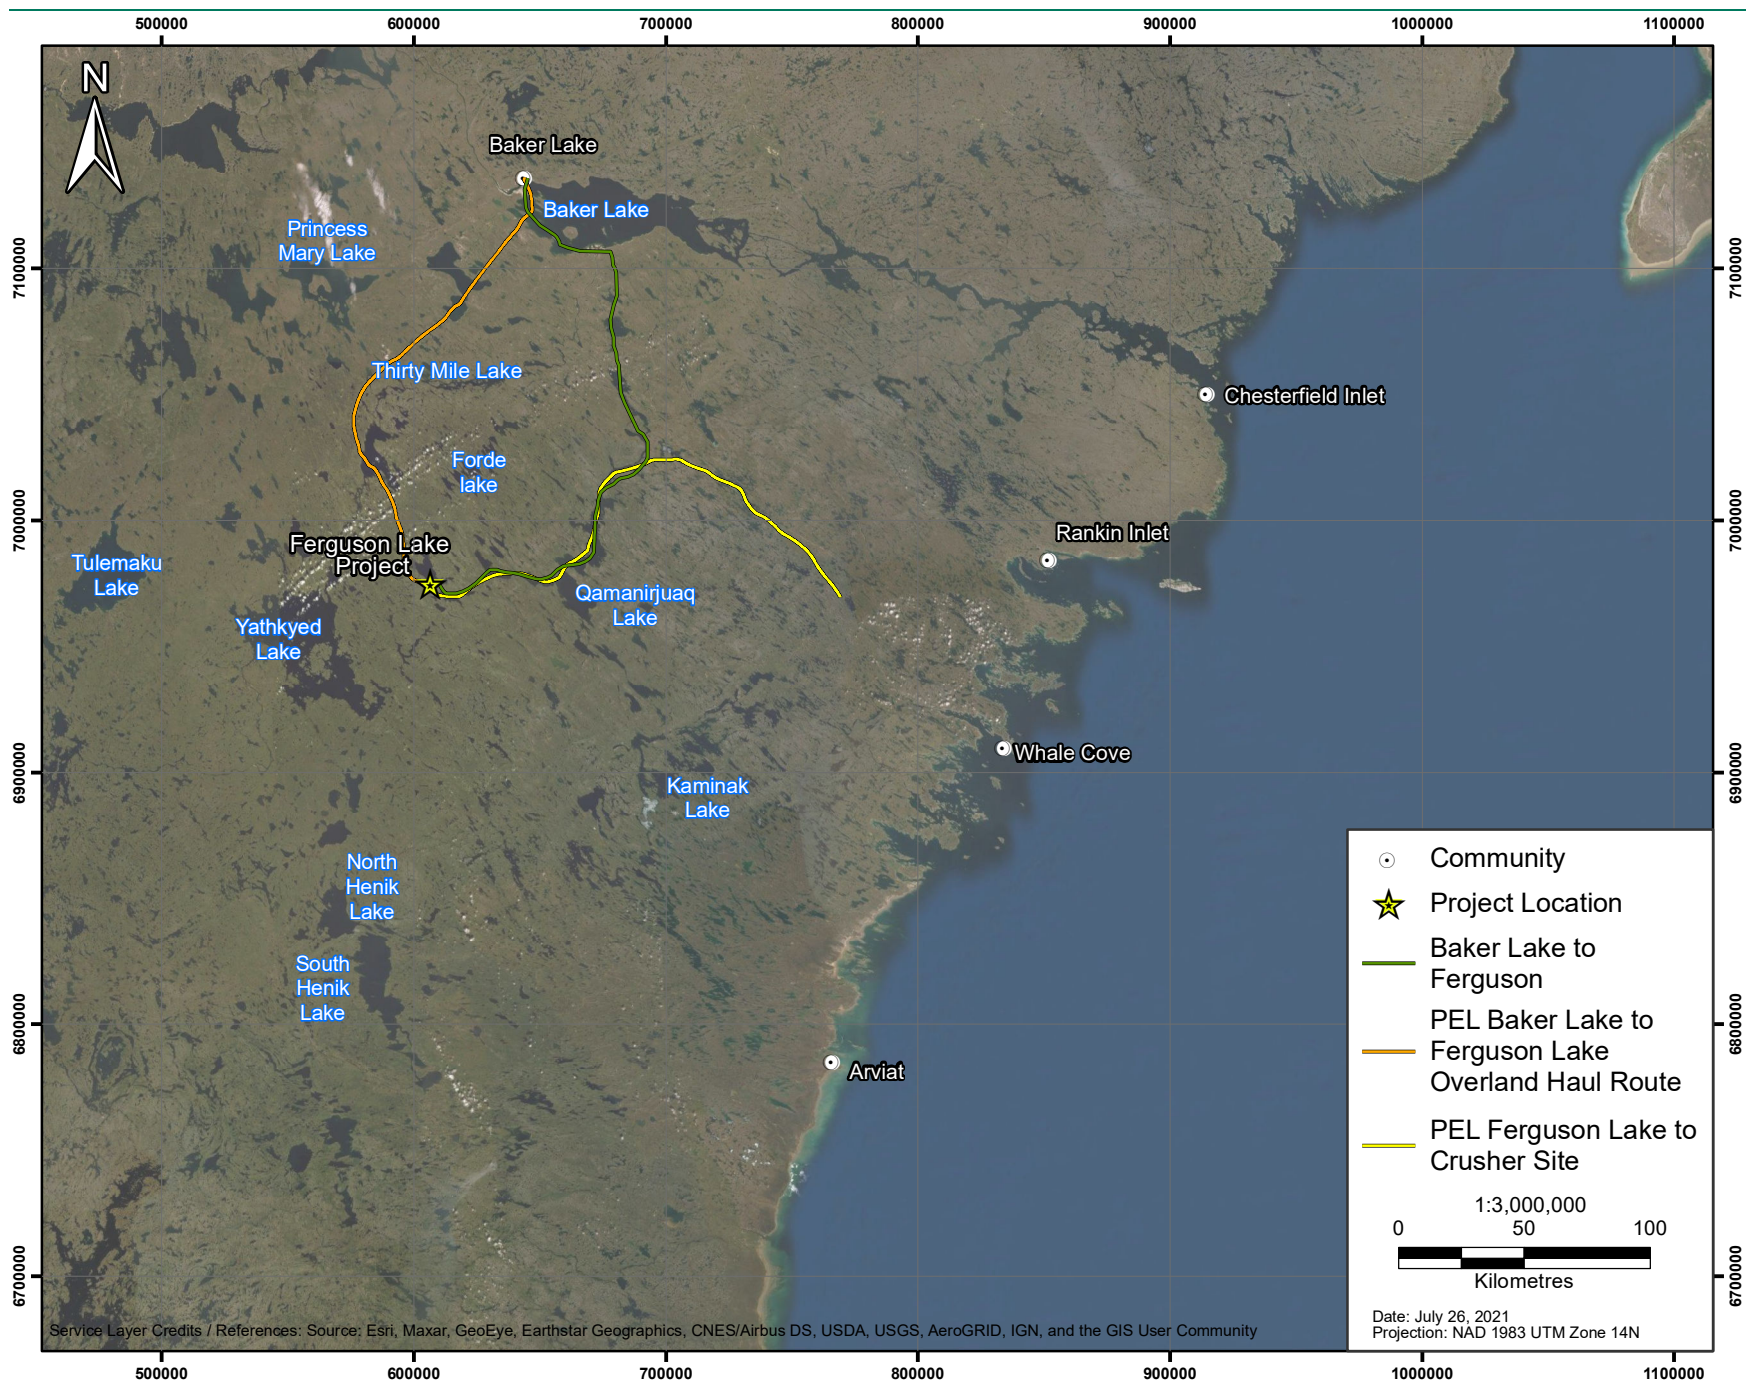 500000 600000 700000 800000 900000 1000000 1100000
N
Baker Lake
Baker Lake
Princess
Mary Lake
7100000
7100000
Thirty Mile Lake
Chesterfield Inlet
Forde
lake
7000000
7000000
Rankin Inlet
Ferguson Lake
Project
Tulemaku
Lake
Qamanirjuaq
Lake
Yathkyed
Lake
Whale Cove
6900000
6900000
Kaminak
Lake
North
Henik
Lake
South
Henik
Lake
6800000
6800000
Arviat
Community
Project Location
Baker Lake to
Ferguson
PEL Baker Lake to
Ferguson Lake
Overland Haul Route
PEL Ferguson Lake to
Crusher Site
1:3,000,000
0 50 100
Kilometres
6700000
6700000
Date: July 26, 2021
Projection: NAD 1983 UTM Zone 14N
Service Layer Credits / References: Source: Esri, Maxar, GeoEye, Earthstar Geographics, CNES/Airbus DS, USDA, USGS, AeroGRID, IGN, and the GIS User Community
500000 600000 700000 800000 900000 1000000 1100000